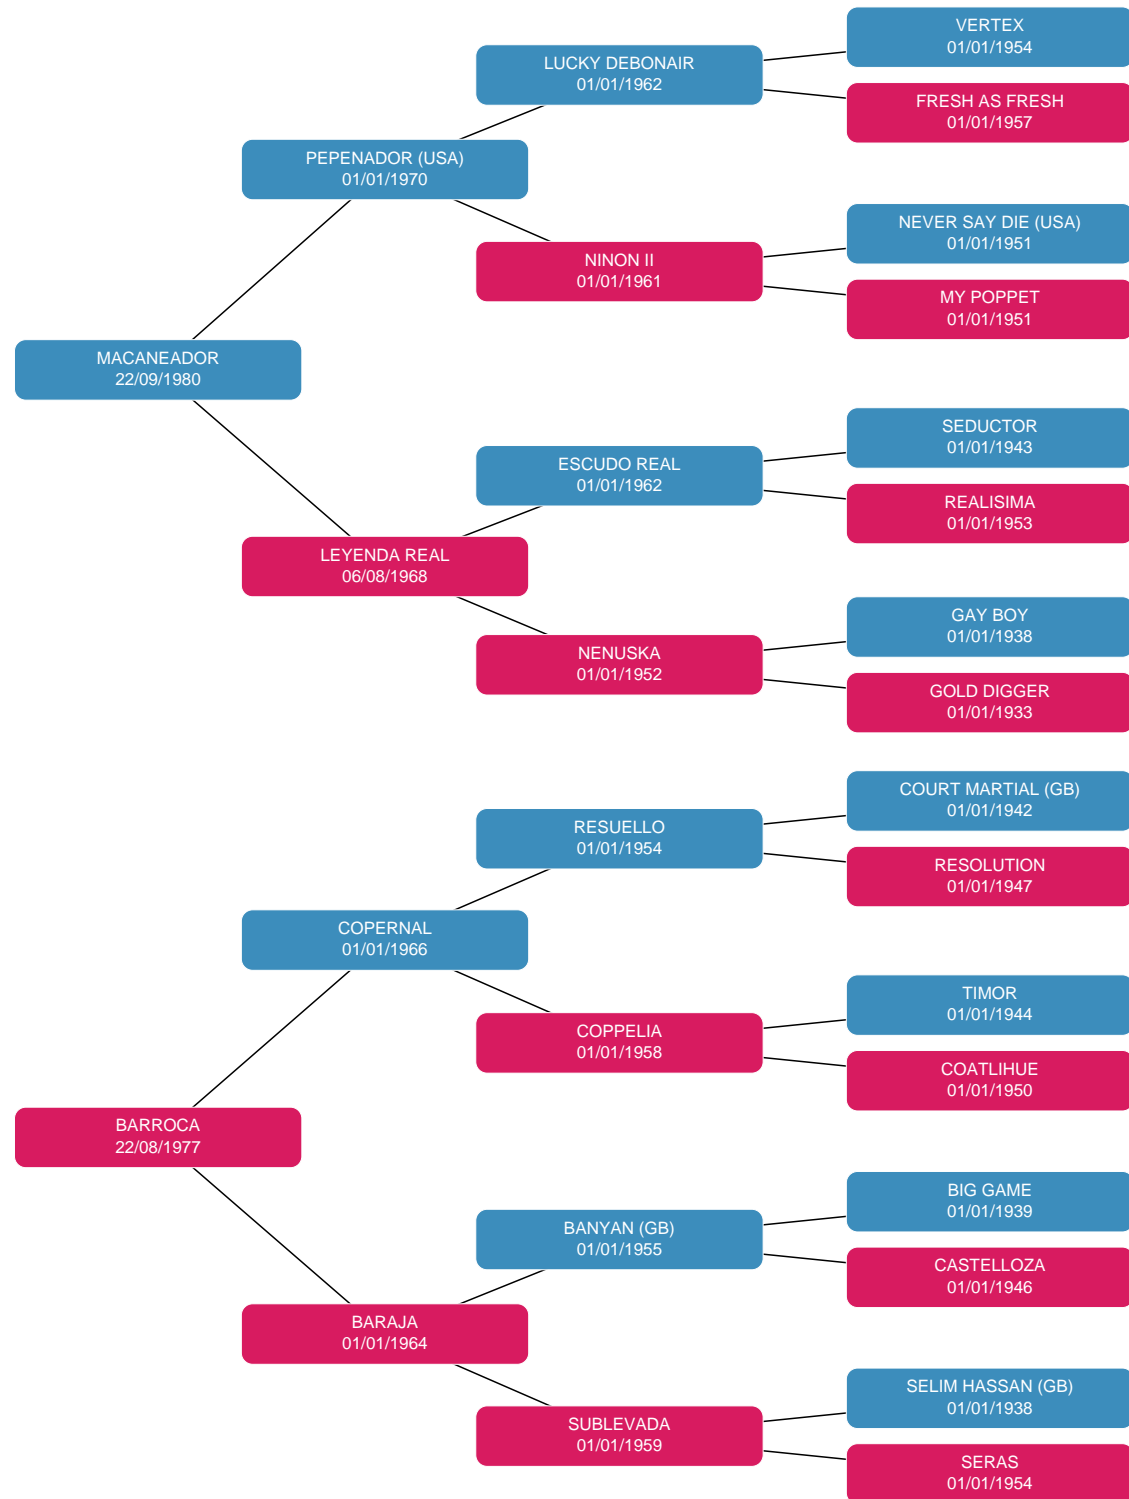 VERTEX
01/01/1954
LUCKY DEBONAIR
01/01/1962
FRESH AS FRESH
01/01/1957
PEPENADOR (USA)
01/01/1970
NEVER SAY DIE (USA)
01/01/1951
NINON II
01/01/1961
MY POPPET
01/01/1951
MACANEADOR
22/09/1980
SEDUCTOR
01/01/1943
ESCUDO REAL
01/01/1962
REALISIMA
01/01/1953
LEYENDA REAL
06/08/1968
GAY BOY
01/01/1938
NENUSKA
01/01/1952
GOLD DIGGER
01/01/1933
COURT MARTIAL (GB)
01/01/1942
RESUELLO
01/01/1954
RESOLUTION
01/01/1947
COPERNAL
01/01/1966
TIMOR
01/01/1944
COPPELIA
01/01/1958
COATLIHUE
01/01/1950
BARROCA
22/08/1977
BIG GAME
01/01/1939
BANYAN (GB)
01/01/1955
CASTELLOZA
01/01/1946
BARAJA
01/01/1964
SELIM HASSAN (GB)
01/01/1938
SUBLEVADA
01/01/1959
SERAS
01/01/1954